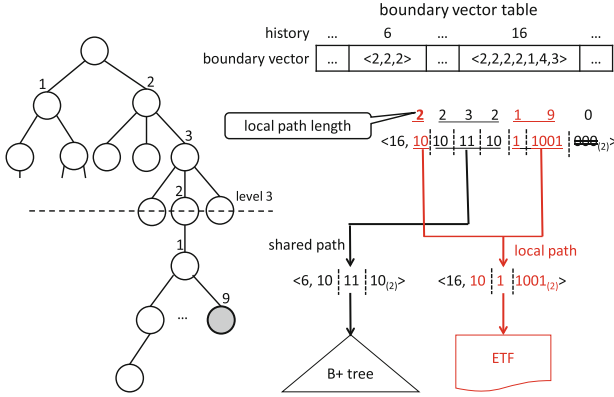 boundary vector table
history 6 ... 16
boundary vector ... <2,2,2> ... <2,2,2,2,1,4,3> ...
1
2
3
2
level 3
1
9
...
local path length
2 2 3 2 1 9 0
<16, 10 10 11 10 1 1001 000(2)>
shared path
local path
<6, 10 11 10(2)>
<16, 10 1 1001(2)>
B+ tree
ETF